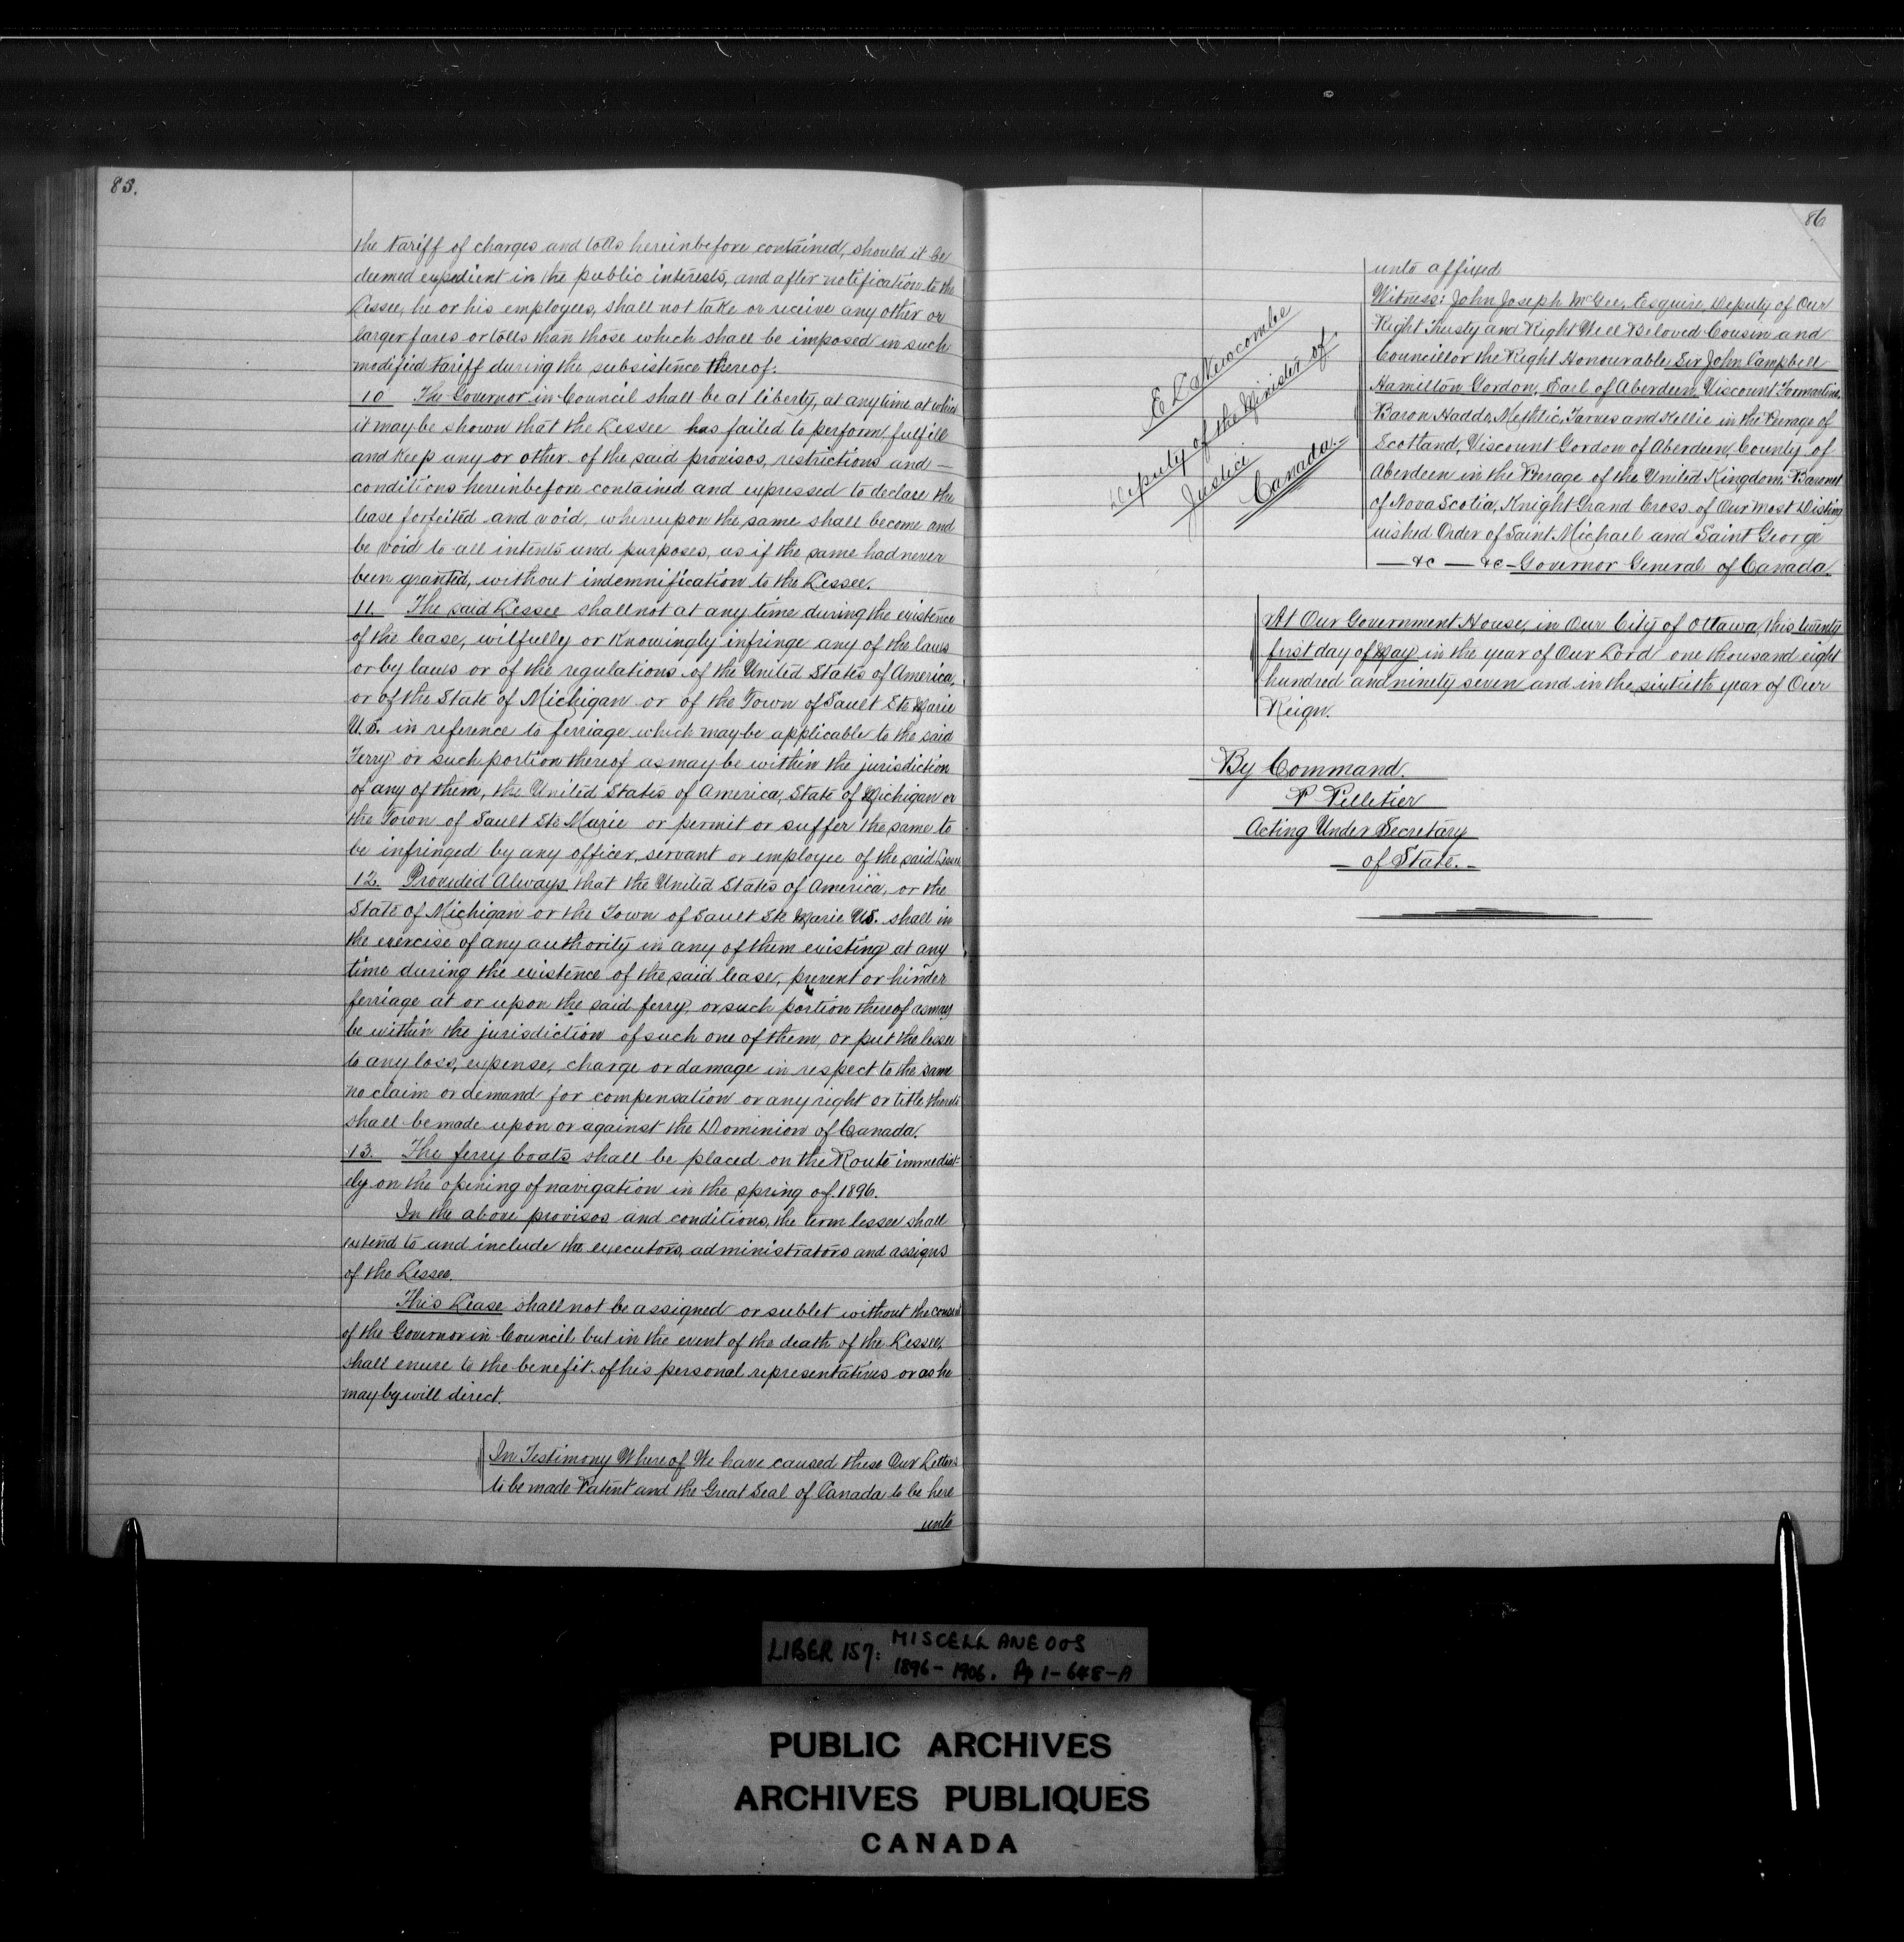 85.
the tariff of charges and tolls hereinbefore contained, should it be
deemed expedient in the public interests, and after notification to the
Lessee, he or his employees, shall not take or receive any other or
larger fares or tolls than those which shall be imposed in such
modified tariff during the subsistence thereof.
10 The Governor in Council shall be at liberty, at any time at which
it may be shown that the Lessee has failed to perform, fulfill
and keep any or other of the said provisos, restrictions and —
conditions hereinbefore contained and expressed to declare the
lease forfeited and void, whereupon the same shall become and
be void to all intents and purposes, as if the same had never
been granted, without indemnification to the Lessee.
11. The said Lessee shall not at any time during the existence
of the lease, wilfully or knowingly infringe any of the laws
or by laws or of the regulations of the United States of America,
or of the State of Michigan or of the Town of Sault Ste Marie
U.S. in reference to ferriage which may be applicable to the said
Ferry or such portion thereof as may be within the jurisdiction
of any of them, the United States of America, State of Michigan or
the Town of Sault Ste Marie or permit or suffer the same to
be infringed by any officer, servant or employee of the said Lessee
12. Provided Always that the United States of America, or the
State of Michigan or the Town of Sault Ste Marie U.S. shall in
the exercise of any authority in any of them existing at any
time during the existence of the said lease, prevent or hinder
ferriage at or upon the said ferry, or such portion thereof as may
be within the jurisdiction of such one of them, or put the lessee
to any loss, expense, charge or damage in respect to the same
no claim or demand for compensation or any right or title thereto
shall be made upon or against the Dominion of Canada.
13. The ferry boats shall be placed on the Route immediat-
ely on the opening of navigation in the spring of 1896.
In the above provisos and conditions, the term lessee shall
extend to and include the executors, administrators and assigns
of the Lessee.
This Lease shall not be assigned or sublet without the consent
of the Governor in Council, but in the event of the death of the Lessee,
shall enure to the benefit of his personal representatives or as he
may by will direct.
In Testimony Whereof We have caused these Our Letters
to be made Patent and the Great Seal of Canada to be here
unto
86
unto affixed
Witness: John Joseph McGee, Esquire, Deputy of Our
Right Trusty and Right Well Beloved Cousin and
Councillor the Right Honourable Sir John Campbell
Hamilton Gordon, Earl of Aberdeen, Viscount Formartine,
Baron Haddo, Methlic, Tarves and Kellie in the Peerage of
Scotland, Viscount Gordon of Aberdeen, County of
Aberdeen in the Peerage of the United Kingdom, Baronet
of Nova Scotia, Knight Grand Cross of Our most Disting
uished Order of Saint Michael and Saint George
— &c — &c — Governor General of Canada.
E L Newcombe
Deputy of the Minister of
Justice
Canada.
At Our Government House, in Our City of Ottawa, this twenty
first day of May in the year of Our Lord one thousand eight
hundred and ninety seven and in the sixtieth year of Our
Reign.
By Command.
P Pelletier
Acting Under Secretary
— of State. —
LIBER 157: MISCELLANEOUS
1896-1906. Pp 1-648-A
PUBLIC ARCHIVES
ARCHIVES PUBLIQUES
CANADA